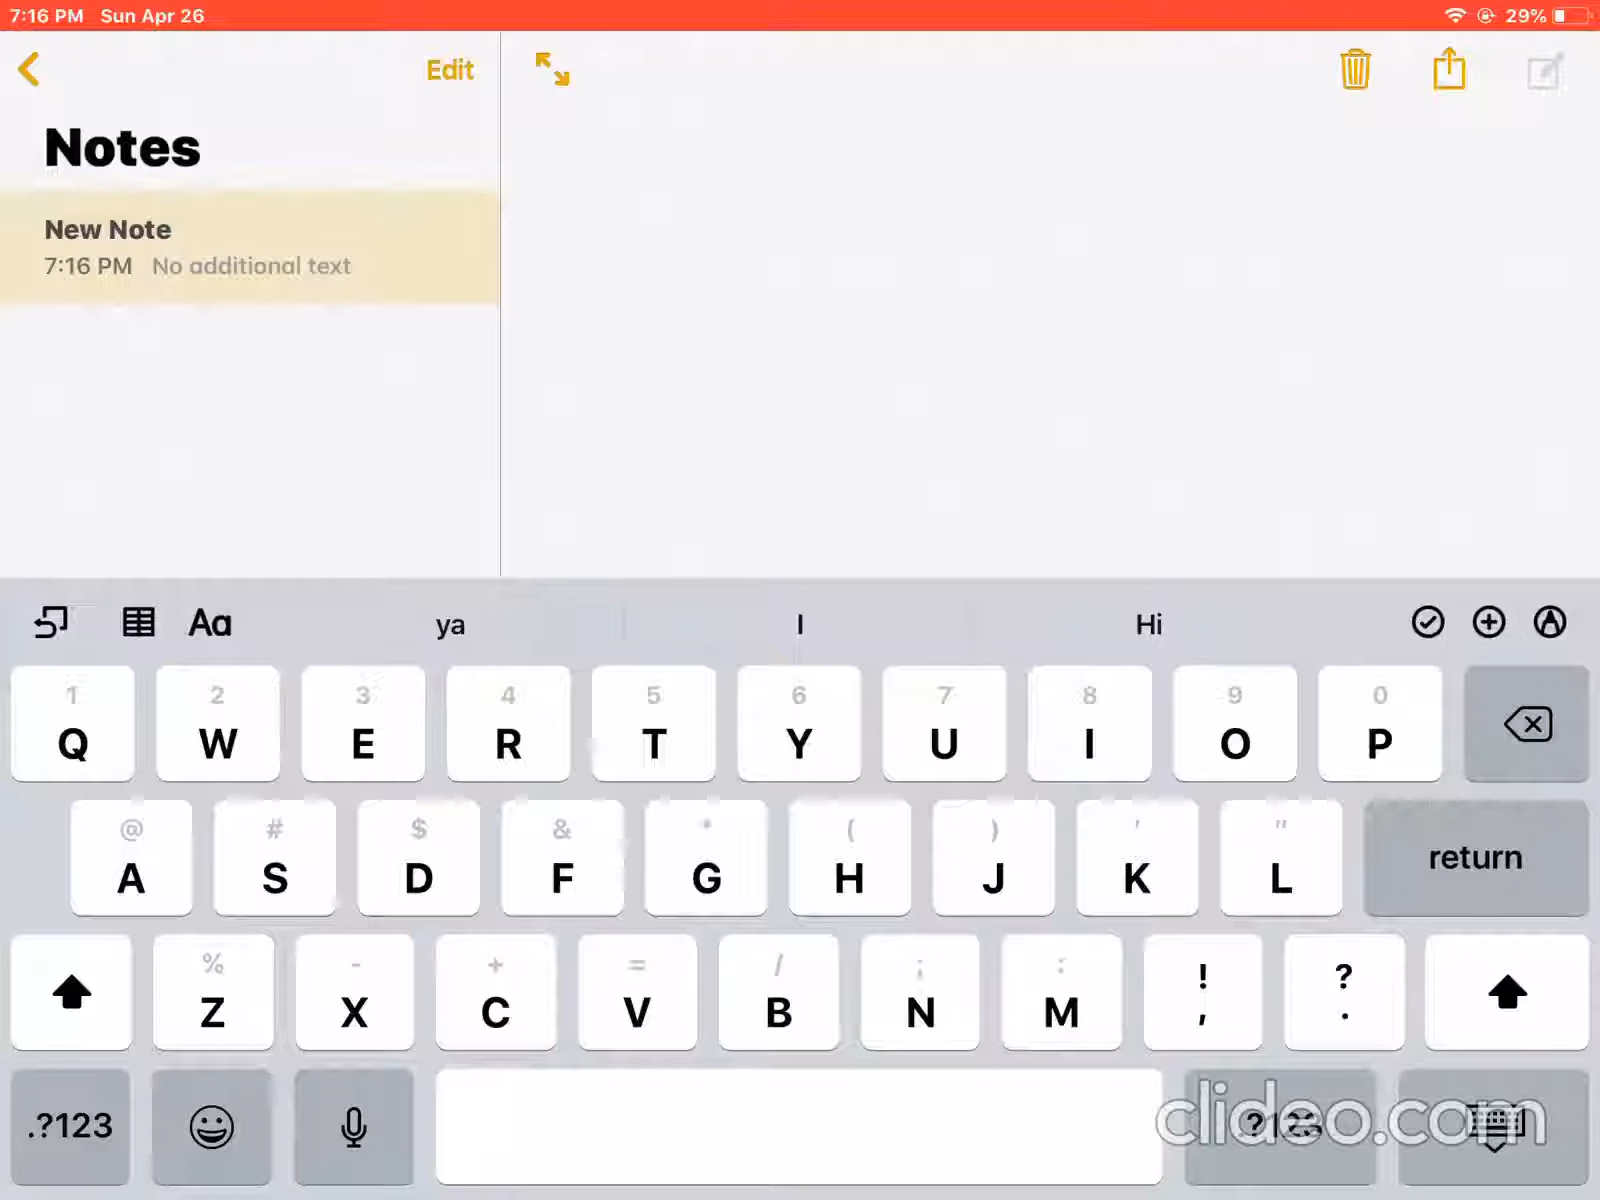 7:16 PM Sun Apr 26
29%
Edit
Notes
New Note
7:16 PM No additional text
Aa
ya
I
Hi
1 2 3 4 5 6 7 8 9 0
Q W E R T Y U I O P
@ # $ & * ( ) ' "
A S D F G H J K L
return
% - + = / ; : ! ?
Z X C V B N M , .
.?123
.?123
clideo.com